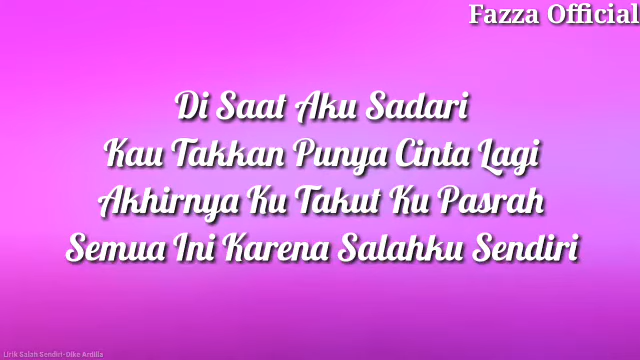 Fazza Official
Di Saat Aku Sadari
Kau Takkan Punya Cinta Lagi
Akhirnya Ku Takut Ku Pasrah
Semua Ini Karena Salahku Sendiri
Lirik Salah Sendiri-Dike Ardilla